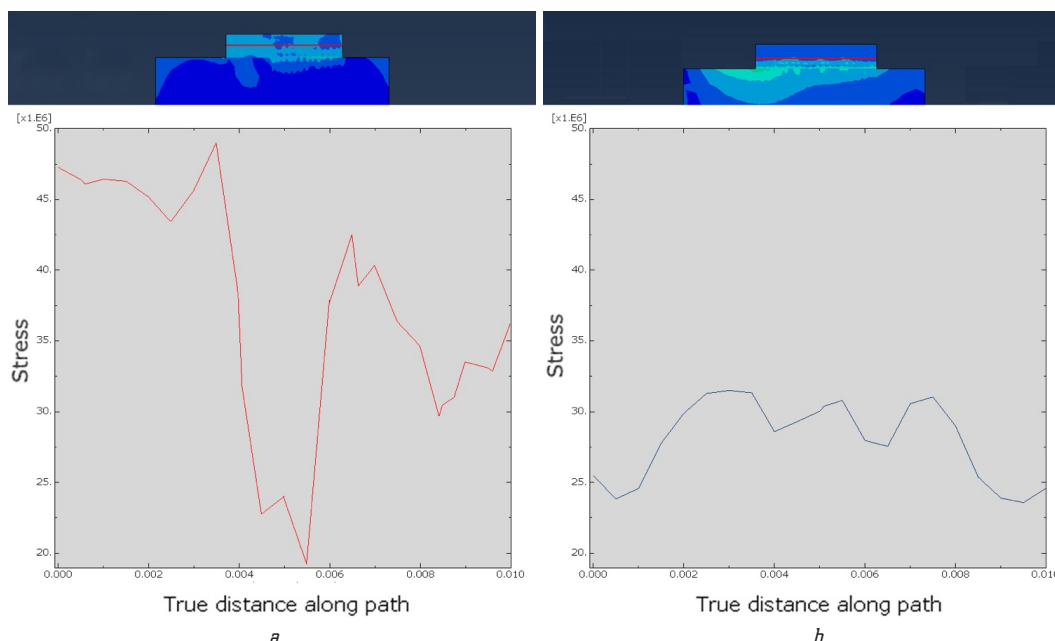 [x1.E6]
50.
45.
40.
35.
30.
25.
20.
Stress
0.000 0.002 0.004 0.006 0.008 0.010
True distance along path
a
[x1.E6]
50.
45.
40.
35.
30.
25.
20.
Stress
0.000 0.002 0.004 0.006 0.008 0.010
True distance along path
h